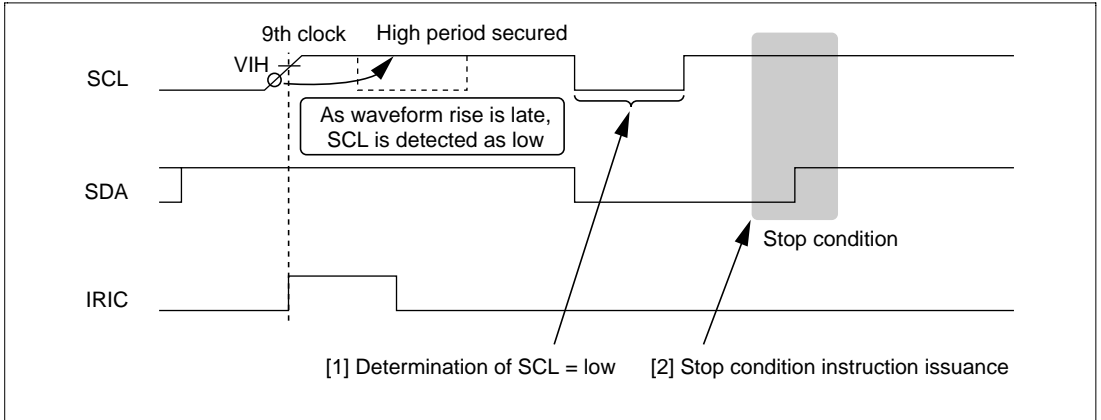 9th clock
High period secured
VIH
SCL
As waveform rise is late,
SCL is detected as low
SDA
Stop condition
IRIC
[1] Determination of SCL = low
[2] Stop condition instruction issuance